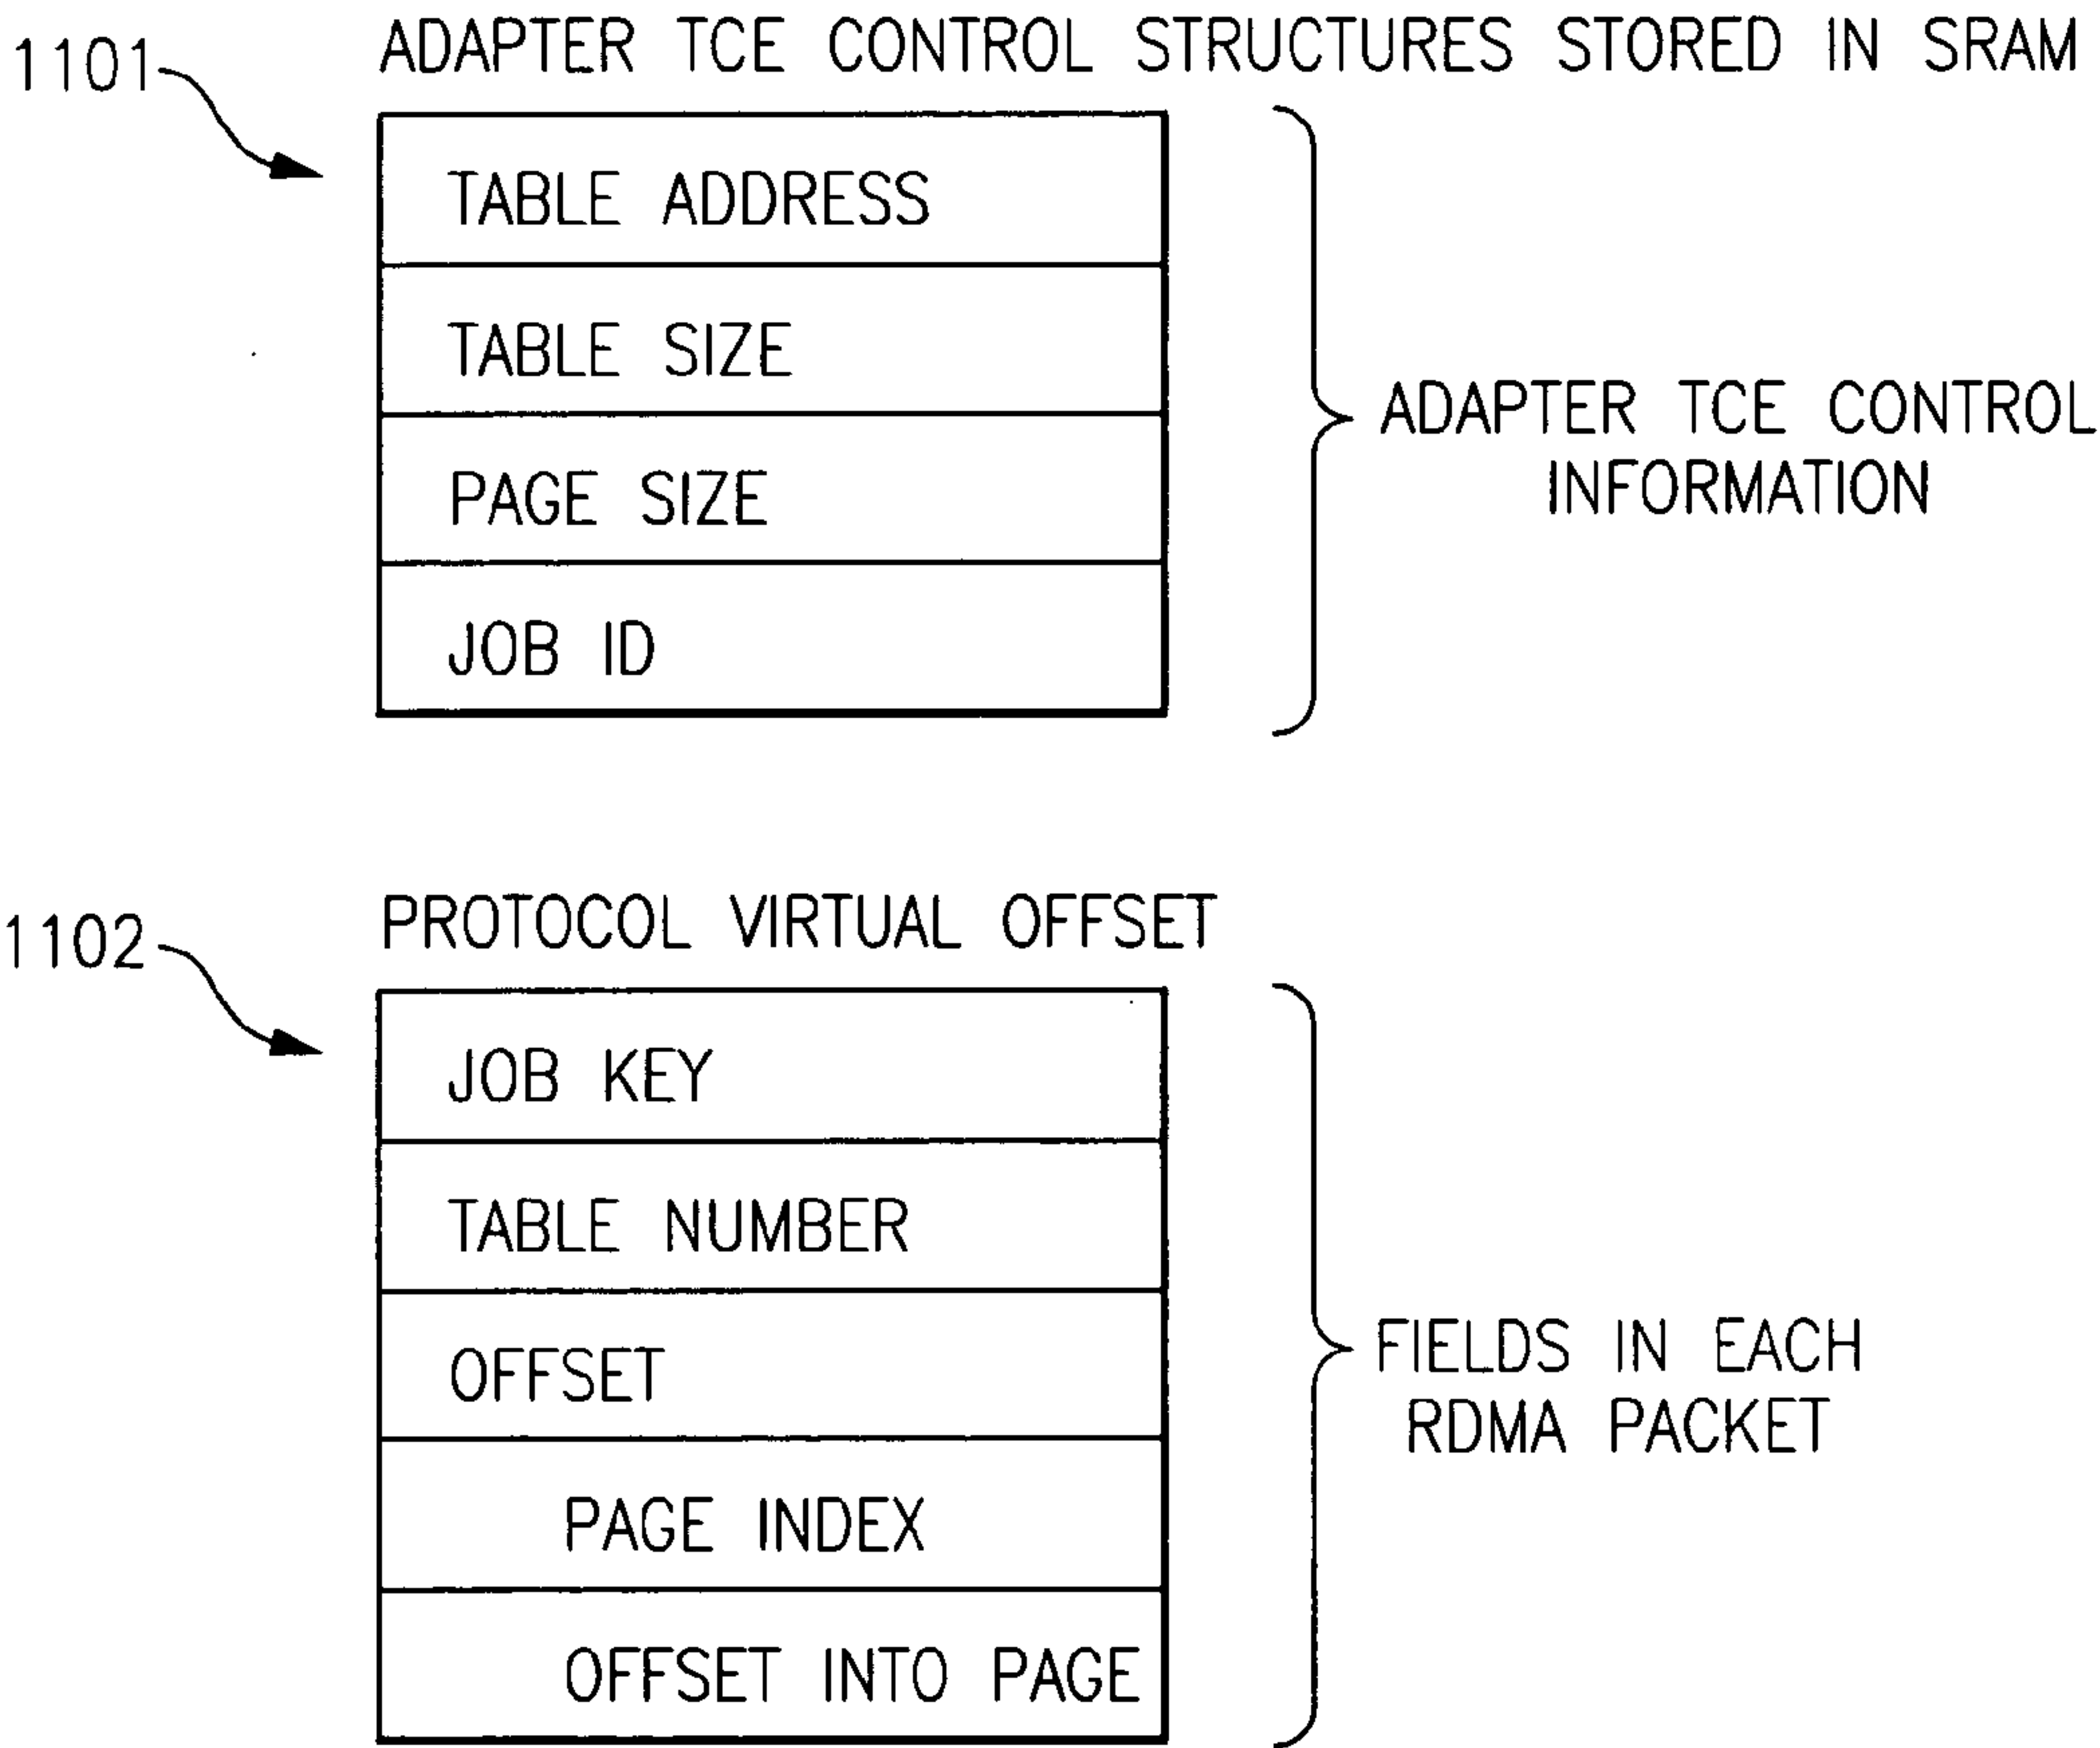 1101
ADAPTER TCE CONTROL STRUCTURES STORED IN SRAM
TABLE ADDRESS
TABLE SIZE
PAGE SIZE
JOB ID
ADAPTER TCE CONTROL
INFORMATION
1102
PROTOCOL VIRTUAL OFFSET
JOB KEY
TABLE NUMBER
OFFSET
PAGE INDEX
OFFSET INTO PAGE
FIELDS IN EACH
RDMA PACKET